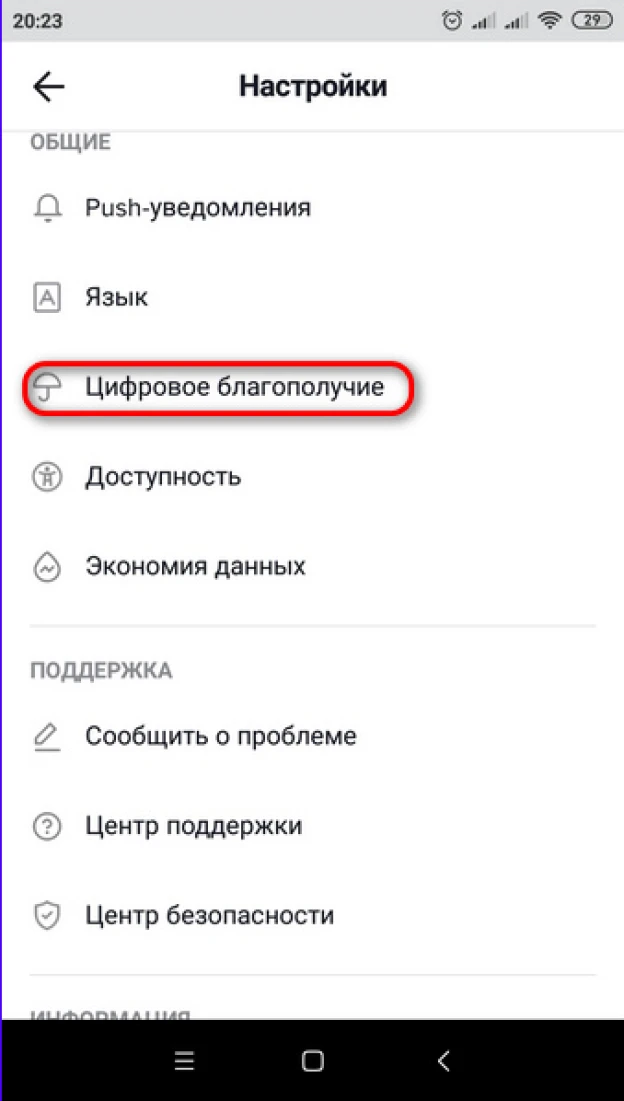 20:23
29
Настройки
ОБЩИЕ
Push-уведомления
Язык
Цифровое благополучие
Доступность
Экономия данных
ПОДДЕРЖКА
Сообщить о проблеме
Центр поддержки
Центр безопасности
ИНФОРМАЦИЯ